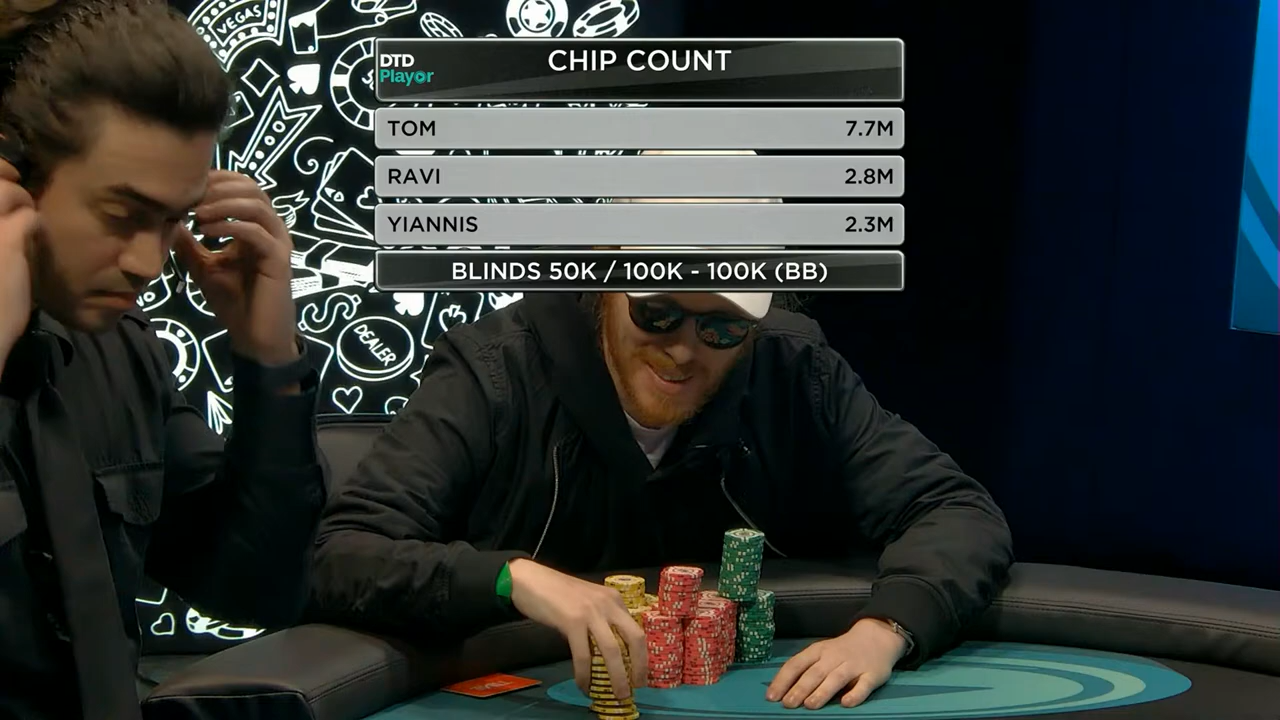 VEGAS
DTD
Playor
CHIP COUNT
TOM 7.7M
RAVI 2.8M
YIANNIS 2.3M
BLINDS 50K / 100K - 100K (BB)
DEALER